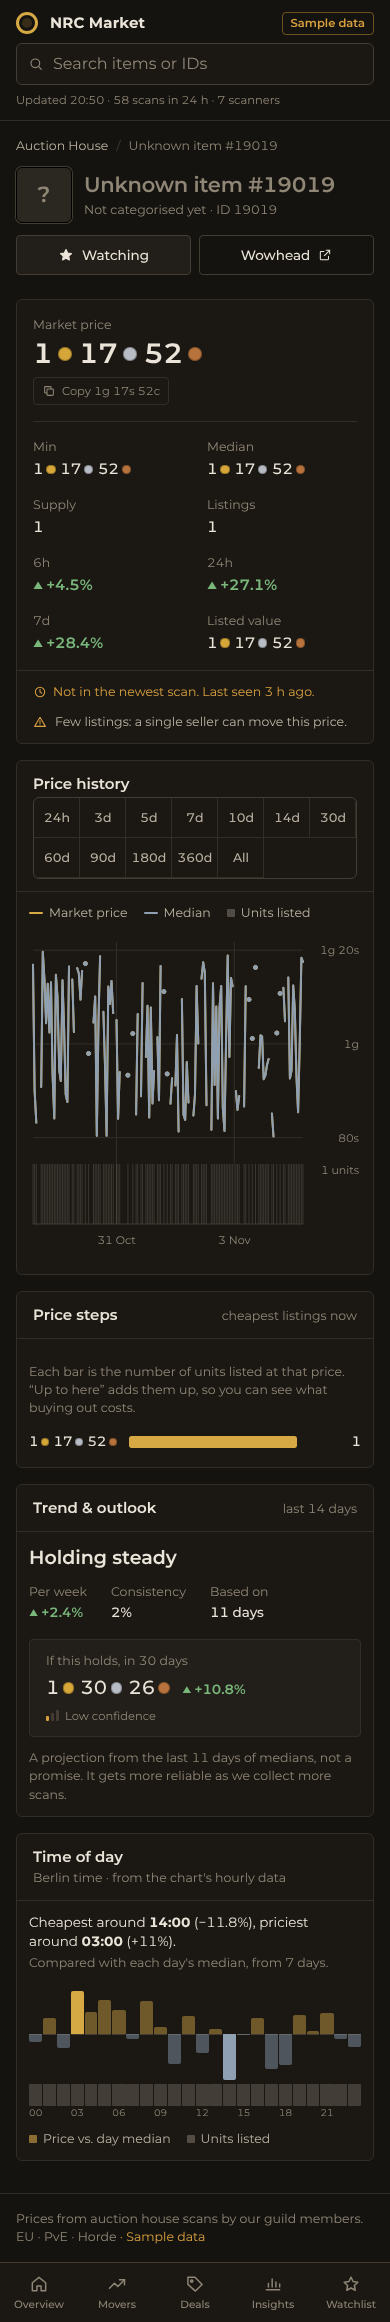 NRC Market
Sample data
Search items or IDs
Updated 20:50 · 58 scans in 24 h · 7 scanners
Auction House / Unknown item #19019
?
Unknown item #19019
Not categorised yet · ID 19019
Watching
Wowhead
Market price
1 17 52
Copy 1g 17s 52c
Min
Median
1 17 52
1 17 52
Supply
Listings
1
1
6h
24h
+4.5%
+27.1%
7d
Listed value
+28.4%
1 17 52
Not in the newest scan. Last seen 3 h ago.
Few listings: a single seller can move this price.
Price history
24h 3d 5d 7d 10d 14d 30d
60d 90d 180d 360d All
Market price Median Units listed
1g 20s
1g
80s
1 units
31 Oct 3 Nov
Price steps
cheapest listings now
Each bar is the number of units listed at that price.
“Up to here” adds them up, so you can see what
buying out costs.
1 17 52 1
Trend & outlook
last 14 days
Holding steady
Per week Consistency Based on
+2.4% 2% 11 days
If this holds, in 30 days
1 30 26 +10.8%
Low confidence
A projection from the last 11 days of medians, not a
promise. It gets more reliable as we collect more
scans.
Time of day
Berlin time · from the chart's hourly data
Cheapest around 14:00 (−11.8%), priciest
around 03:00 (+11%).
Compared with each day's median, from 7 days.
00 03 06 09 12 15 18 21
Price vs. day median Units listed
Prices from auction house scans by our guild members.
EU · PvE · Horde · Sample data
Overview Movers Deals Insights Watchlist